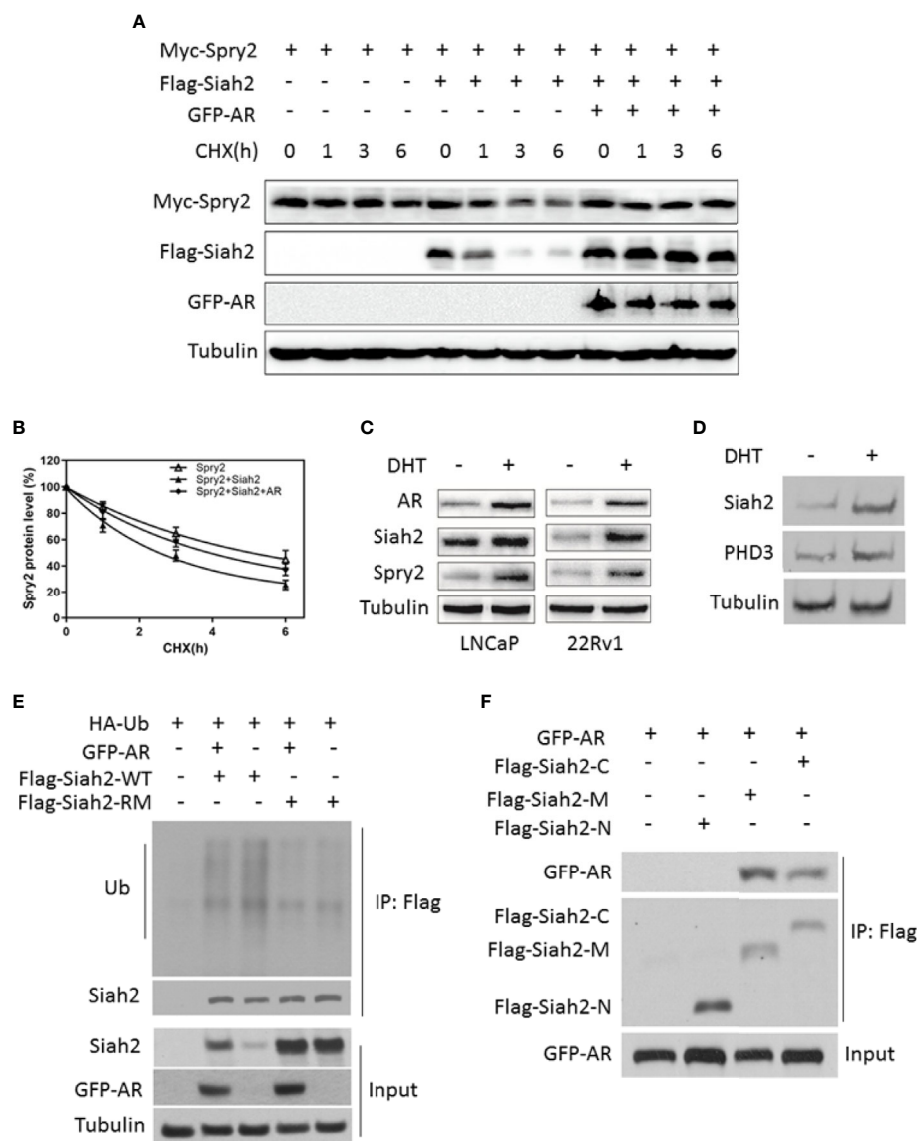 A
Myc-Spry2 + + + + + + + + + + + +
Flag-Siah2 - - - - + + + + + + + +
GFP-AR - - - - - - - - + + + +
CHX(h) 0 1 3 6 0 1 3 6 0 1 3 6
Myc-Spry2
Flag-Siah2
GFP-AR
Tubulin
B
Spry2 protein level (%)
120
100
80
60
40
20
0
Spry2
Spry2+Siah2
Spry2+Siah2+AR
0 2 4 6
CHX(h)
C
DHT - + - +
AR
Siah2
Spry2
Tubulin
LNCaP 22Rv1
D
DHT - +
Siah2
PHD3
Tubulin
E
HA-Ub + + + + +
GFP-AR - + - + -
Flag-Siah2-WT - + + - -
Flag-Siah2-RM - - - + +
Ub
IP: Flag
Siah2
Siah2
GFP-AR
Input
Tubulin
F
GFP-AR + + + +
Flag-Siah2-C - - - +
Flag-Siah2-M - - + -
Flag-Siah2-N - + - -
GFP-AR
Flag-Siah2-C
IP: Flag
Flag-Siah2-M
Flag-Siah2-N
GFP-AR Input